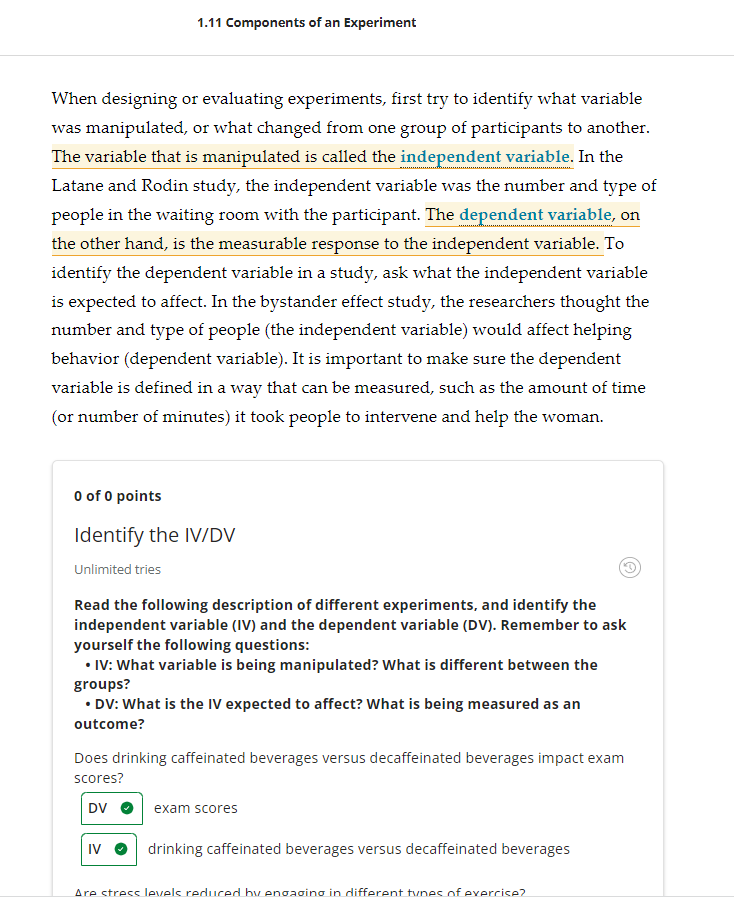 1.11 Components of an Experiment
When designing or evaluating experiments, first try to identify what variable
was manipulated, or what changed from one group of participants to another.
The variable that is manipulated is called the independent variable. In the
Latane and Rodin study, the independent variable was the number and type of
people in the waiting room with the participant. The dependent variable, on
the other hand, is the measurable response to the independent variable. To
identify the dependent variable in a study, ask what the independent variable
is expected to affect. In the bystander effect study, the researchers thought the
number and type of people (the independent variable) would affect helping
behavior (dependent variable). It is important to make sure the dependent
variable is defined in a way that can be measured, such as the amount of time
(or number of minutes) it took people to intervene and help the woman.
0 of 0 points
Identify the IV/DV
Unlimited tries
Read the following description of different experiments, and identify the
independent variable (IV) and the dependent variable (DV). Remember to ask
yourself the following questions:
• IV: What variable is being manipulated? What is different between the
groups?
• DV: What is the IV expected to affect? What is being measured as an
outcome?
Does drinking caffeinated beverages versus decaffeinated beverages impact exam
scores?
DV exam scores
IV drinking caffeinated beverages versus decaffeinated beverages
Are stress levels reduced by engaging in different types of exercise?